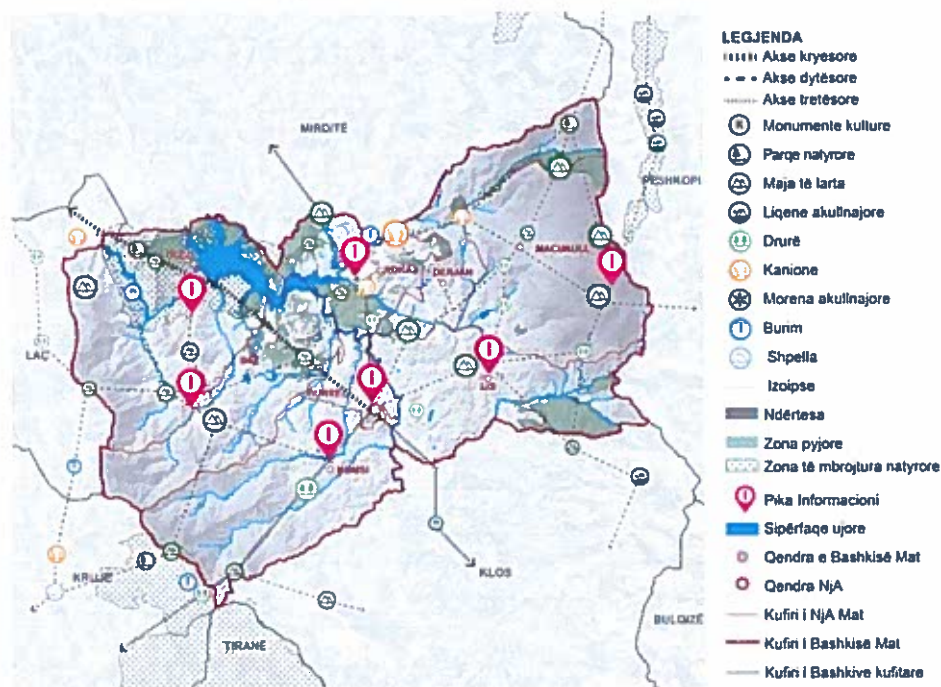 LEGJENDA
Akse kryesore
Akse dytësore
Akse tretësore
Monumente kulture
Parqe natyrore
Maja të larta
Liqene akullnajore
Drurë
Kanione
Morena akullnajore
Burim
Shpella
Izoipse
Ndërtesa
Zona pyjore
Zona të mbrojtura natyrore
Pika Informacioni
Sipërfaqe ujore
Qendra e Bashkisë Mat
Qendra NjA
Kufiri i NjA Mat
Kufiri i Bashkisë Mat
Kufiri i Bashkive kufitare
MIRDITË
PESHKOPI
MACUKULL
DERJAN
LAÇ
BAZ
LIS
KOMSI
KRUJË
KLOS
BULQIZË
TIRANË